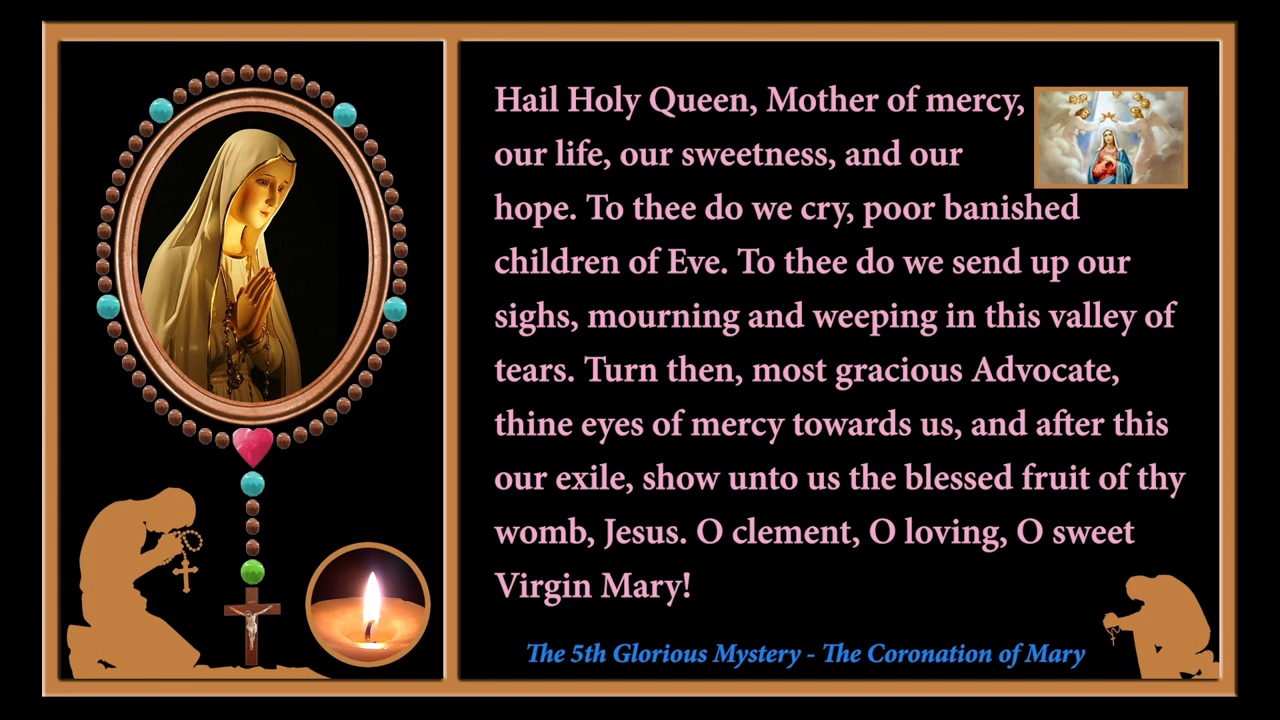 Hail Holy Queen, Mother of mercy,
our life, our sweetness, and our
hope. To thee do we cry, poor banished
children of Eve. To thee do we send up our
sighs, mourning and weeping in this valley of
tears. Turn then, most gracious Advocate,
thine eyes of mercy towards us, and after this
our exile, show unto us the blessed fruit of thy
womb, Jesus. O clement, O loving, O sweet
Virgin Mary!
The 5th Glorious Mystery - The Coronation of Mary